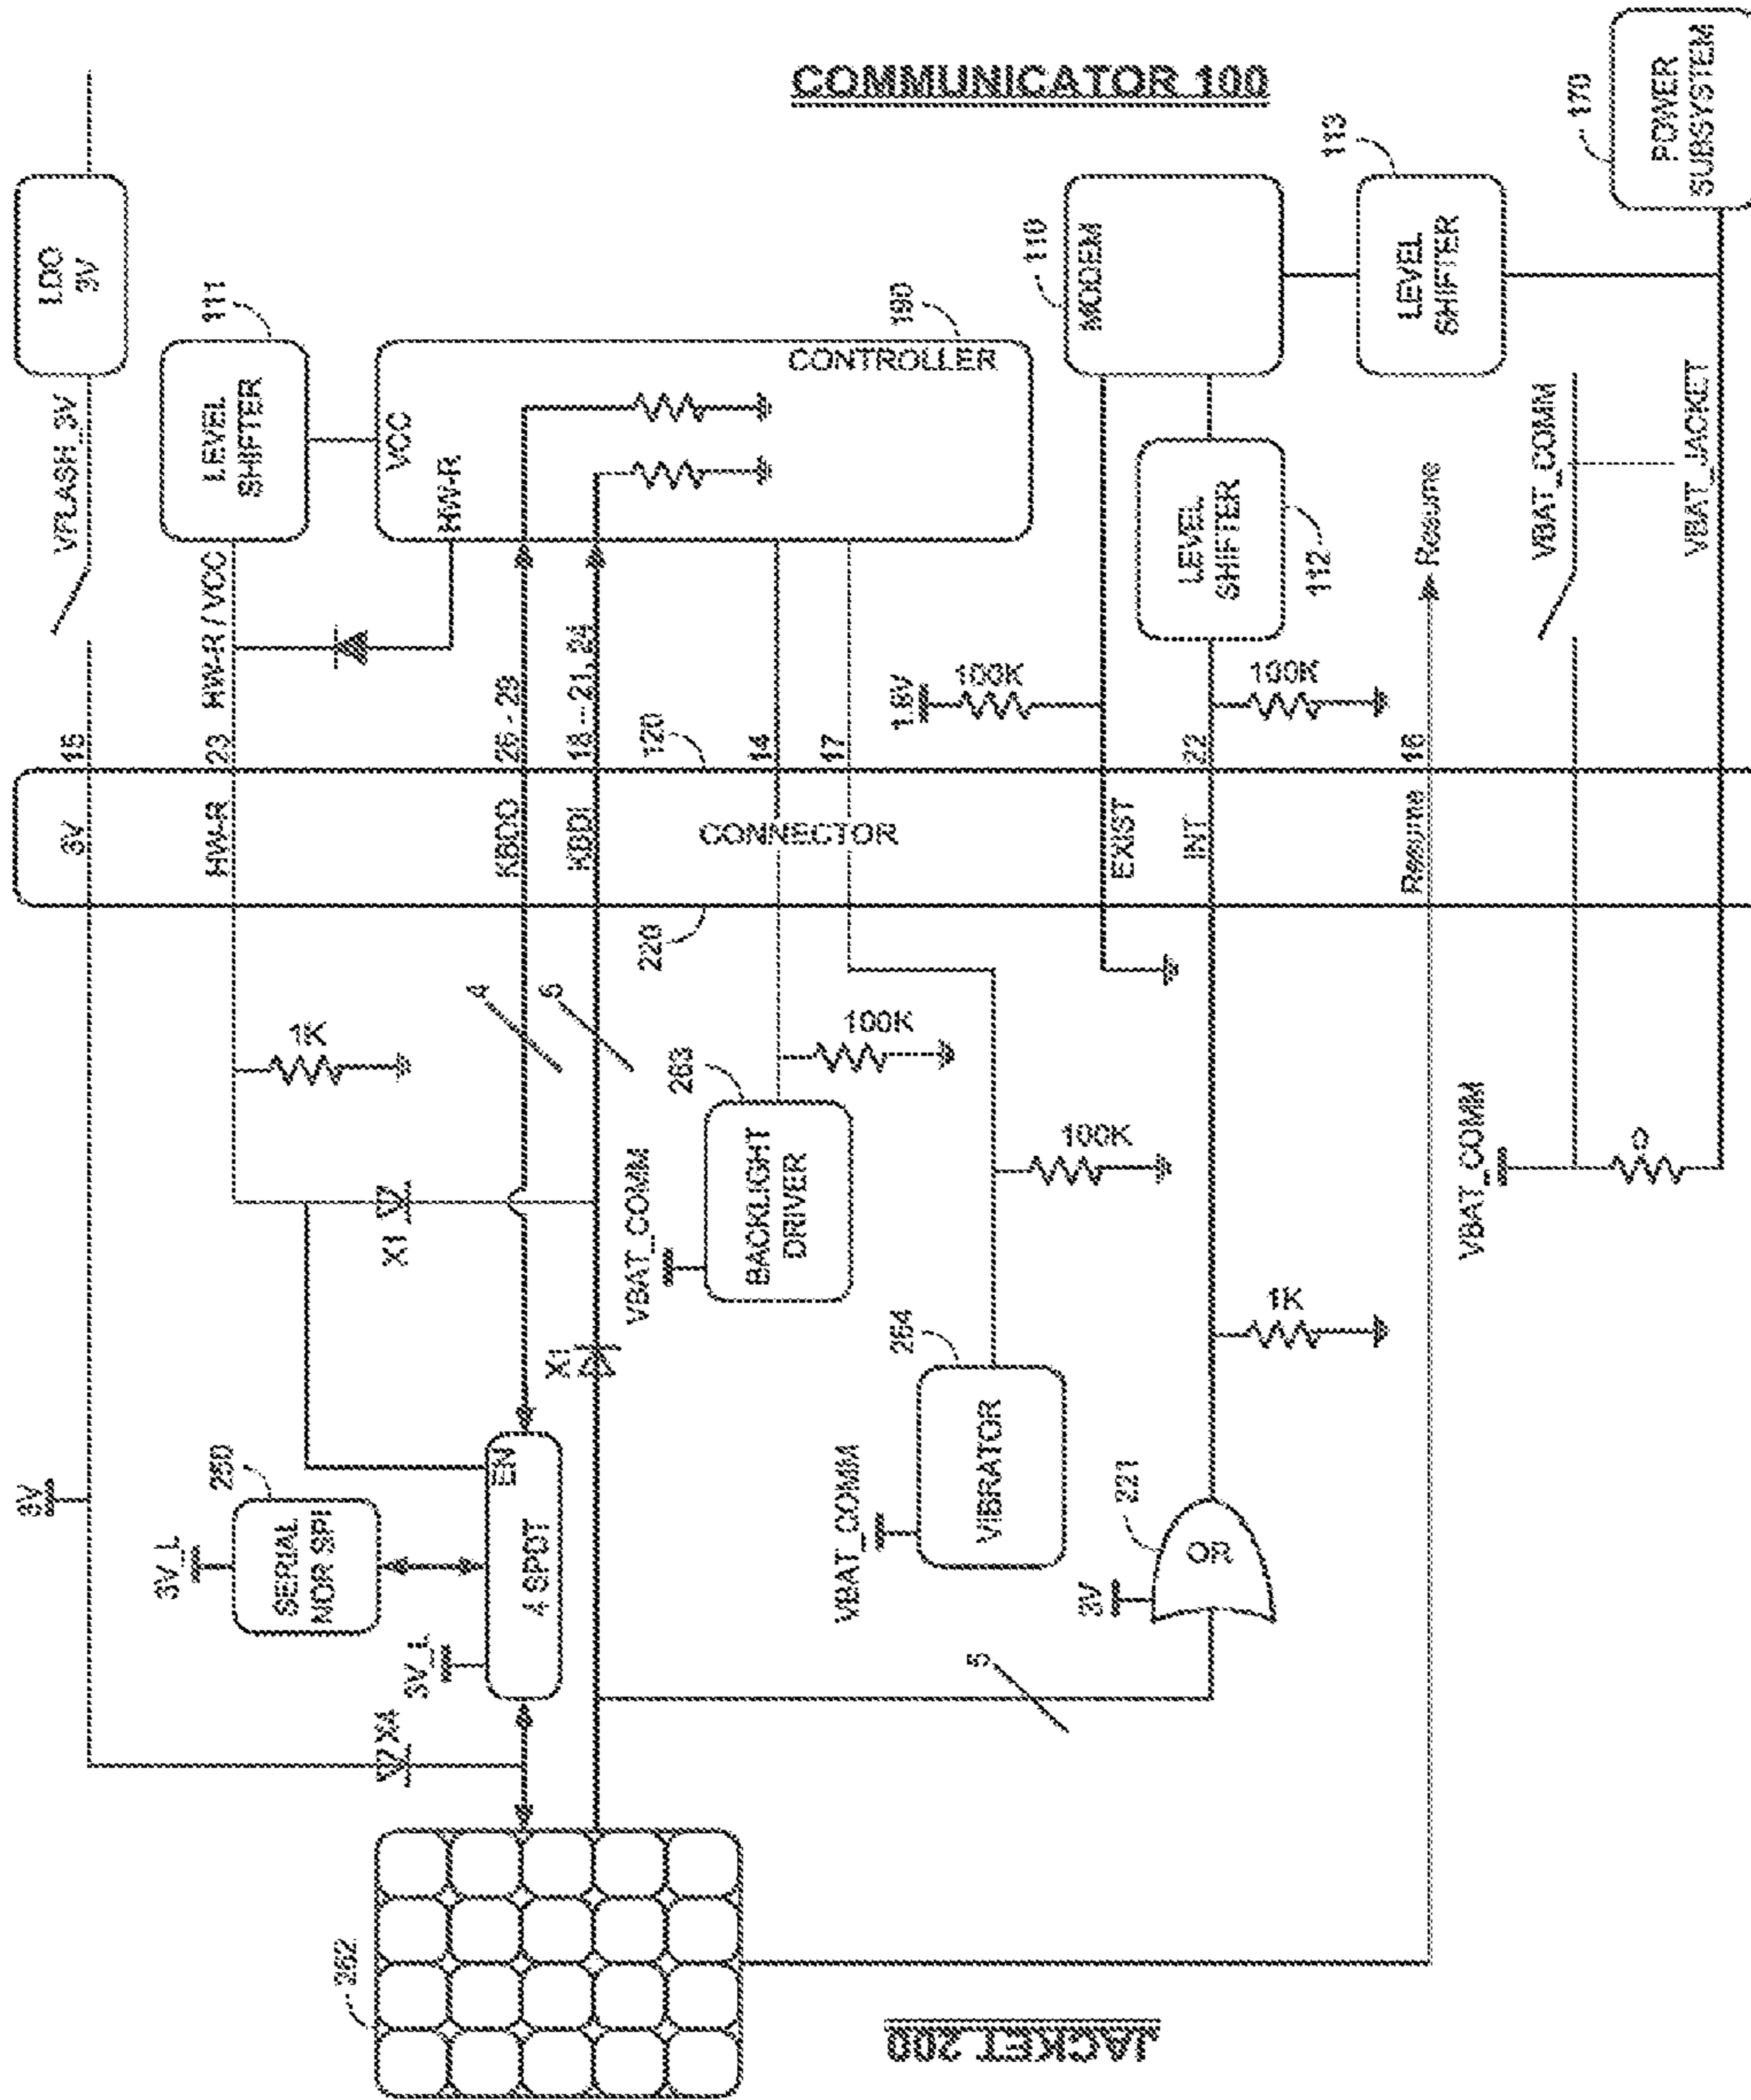 COMMUNICATOR 100
LDO
3V
VFLASH_3V
15
3V
3V
111
LEVEL
SHIFTER
HW-R / VCC
23
HW-R
1K
VCC
HW-R
CONTROLLER
190
26 - 29
KBDO
4
18 - 21, 24
KBDI
5
120
14
17
CONNECTOR
220
X1
X1
EN
4 SPDT
3V_L
250
SERIAL
NOR SPI
3V_L
X4
262
263
BACKLIGHT
DRIVER
VBAT_COMM
100K
264
VIBRATOR
VBAT_COMM
100K
110
MODEM
1.8V
100K
EXIST
112
LEVEL
SHIFTER
100K
22
INT
1K
221
OR
3V
5
113
LEVEL
SHIFTER
Resume
16
Resume
VBAT_COMM
VBAT_JACKET
VBAT_COMM
0
170
POWER
SUBSYSTEM
JACKET 200